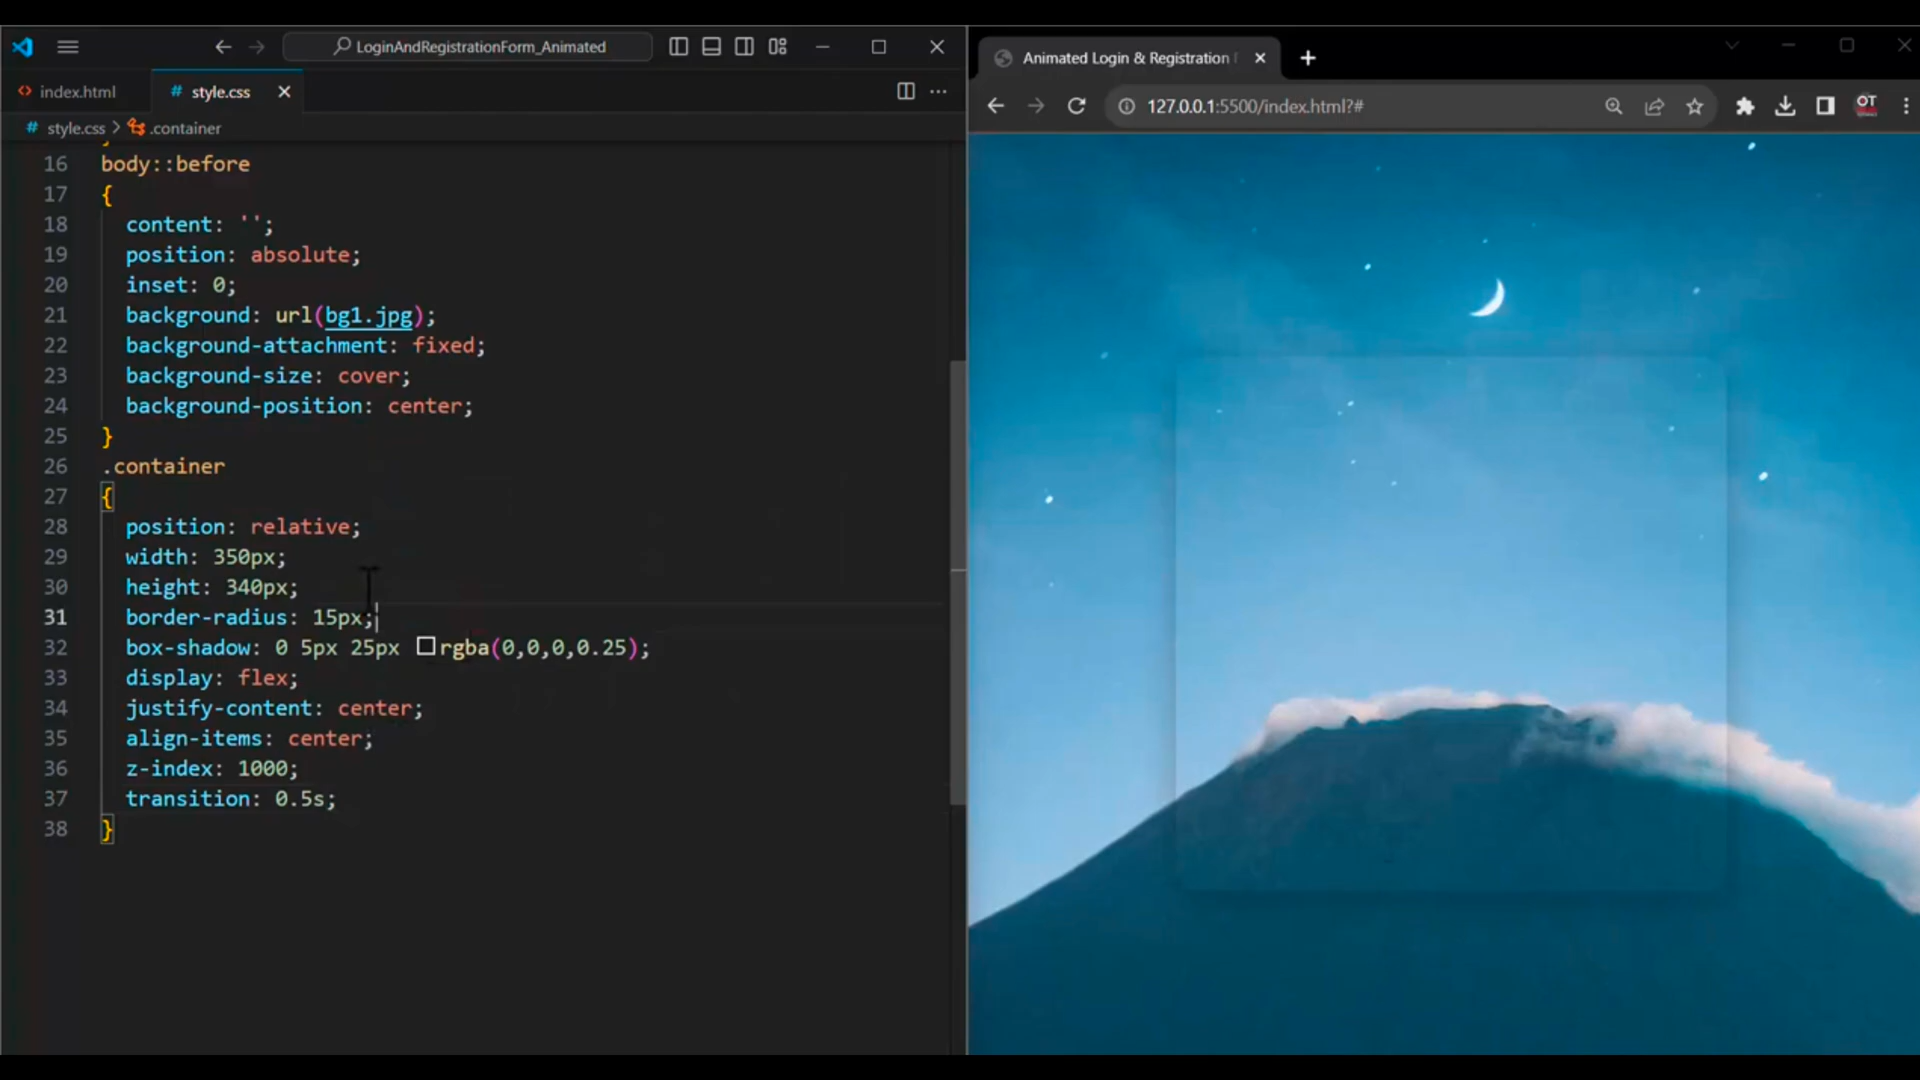 LoginAndRegistrationForm_Animated
index.html
style.css
style.css > .container
16 body::before
17 {
18 content: '';
19 position: absolute;
20 inset: 0;
21 background: url(bg1.jpg);
22 background-attachment: fixed;
23 background-size: cover;
24 background-position: center;
25 }
26 .container
27 {
28 position: relative;
29 width: 350px;
30 height: 340px;
31 border-radius: 15px;
32 box-shadow: 0 5px 25px rgba(0,0,0,0.25);
33 display: flex;
34 justify-content: center;
35 align-items: center;
36 z-index: 1000;
37 transition: 0.5s;
38 }
Animated Login & Registration
127.0.0.1:5500/index.html?#
OT